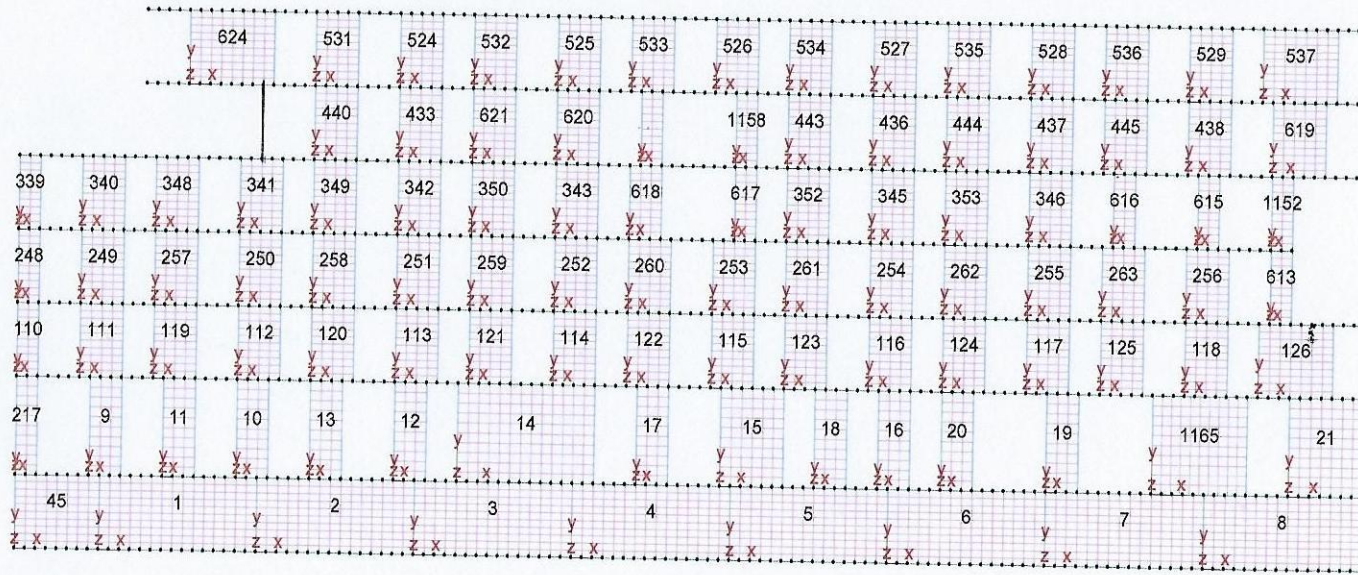 624 531 524 532 525 533 526 534 527 535 528 536 529 537
y y y y y y y y y y y y y y
z x z x z x z x z x z x z x z x z x z x z x z x z x z x
440 433 621 620 1158 443 436 444 437 445 438 619
y y y y y y y y y y y y y
z x z x z x z x z x z x z x z x z x z x z x z x z x
339 340 348 341 349 342 350 343 618 617 352 345 353 346 616 615 1152
y y y y y y y y y y y y y y y y y
z x z x z x z x z x z x z x z x z x z x z x z x z x z x z x z x z x
248 249 257 250 258 251 259 252 260 253 261 254 262 255 263 256 613
y y y y y y y y y y y y y y y y y
z x z x z x z x z x z x z x z x z x z x z x z x z x z x z x z x z x
110 111 119 112 120 113 121 114 122 115 123 116 124 117 125 118 126
y y y y y y y y y y y y y y y y y
z x z x z x z x z x z x z x z x z x z x z x z x z x z x z x z x z x
217 9 11 10 13 12 14 17 15 18 16 20 19 1165 21
y y y y y y y y y y y y y y y
z x z x z x z x z x z x z x z x z x z x z x z x z x z x z x
45 1 2 3 4 5 6 7 8
y y y y y y y y y
z x z x z x z x z x z x z x z x z x